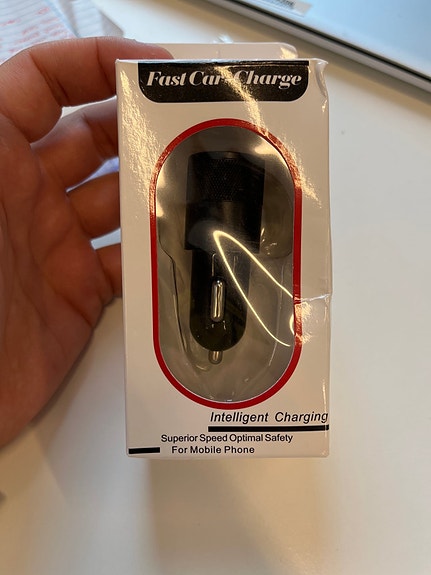 Fast Car Charge
Intelligent Charging
Superior Speed Optimal Safety
For Mobile Phone